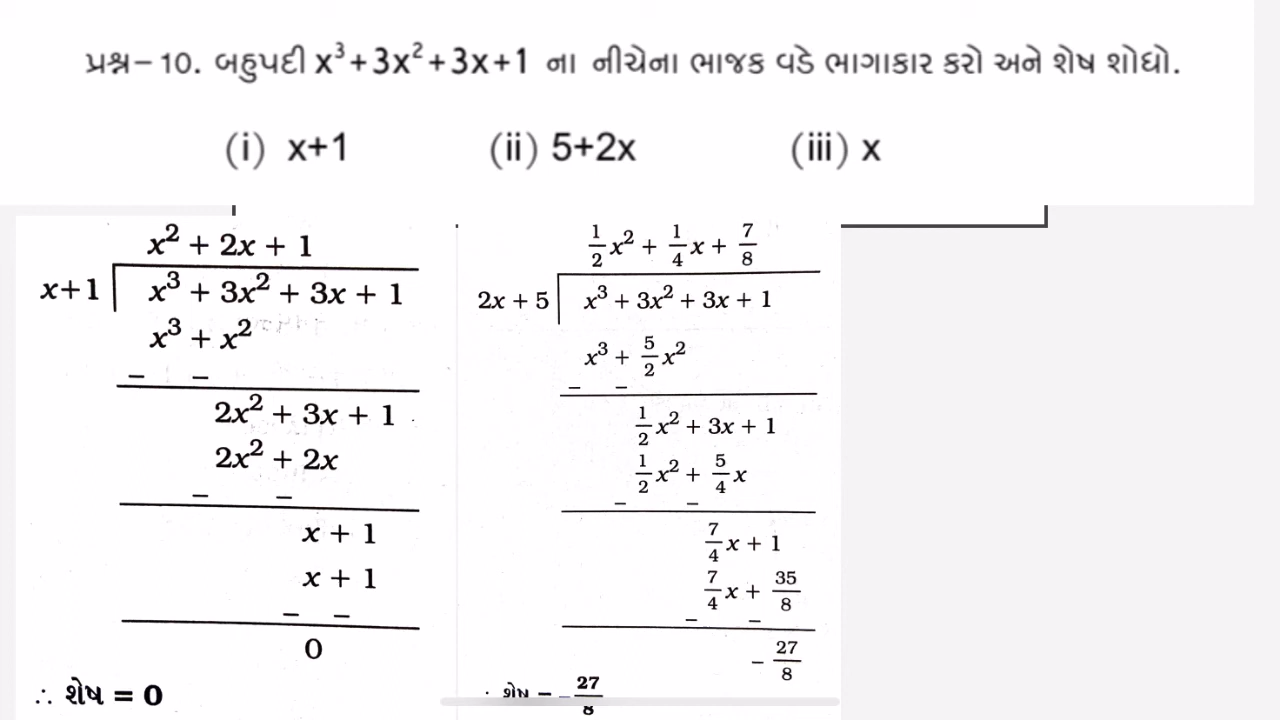 પ્રશ્ન– 10. બહુપદી x³+3x²+3x+1 ના નીચેના ભાજક વડે ભાગાકાર કરો અને શેષ શોધો.
(i) x+1 (ii) 5+2x (iii) x
x² + 2x + 1
x+1 x³ + 3x² + 3x + 1
x³ + x²
– –
2x² + 3x + 1
2x² + 2x
– –
x + 1
x + 1
– –
0
∴ શેષ = 0
1/2 x² + 1/4 x + 7/8
2x + 5 x³ + 3x² + 3x + 1
x³ + 5/2 x²
– –
1/2 x² + 3x + 1
1/2 x² + 5/4 x
– –
7/4 x + 1
7/4 x + 35/8
– –
– 27/8
શેષ – – 27/8